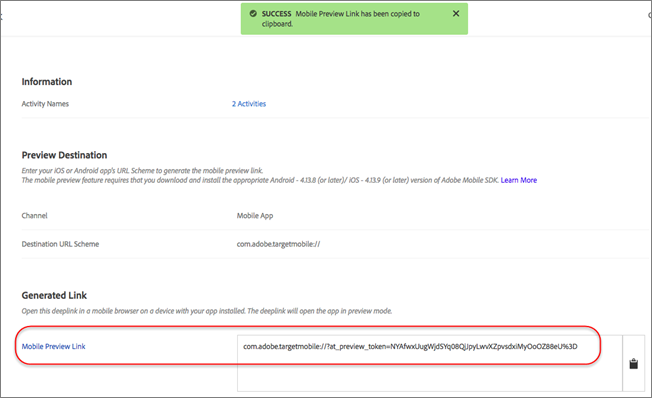 SUCCESS Mobile Preview Link has been copied to
clipboard.
Information
Activity Names 2 Activities
Preview Destination
Enter your iOS or Android app's URL Scheme to generate the mobile preview link.
The mobile preview feature requires that you download and install the appropriate Android - 4.13.8 (or later)/ iOS - 4.13.9 (or later) version of Adobe Mobile SDK. Learn More
Channel Mobile App
Destination URL Scheme com.adobe.targetmobile://
Generated Link
Open this deeplink in a mobile browser on a device with your app installed. The deeplink will open the app in preview mode.
Mobile Preview Link com.adobe.targetmobile://?at_preview_token=NYAfwxUugWjdSYq08QjJpyLwvXZpvsdxiMyOoOZ88eU%3D